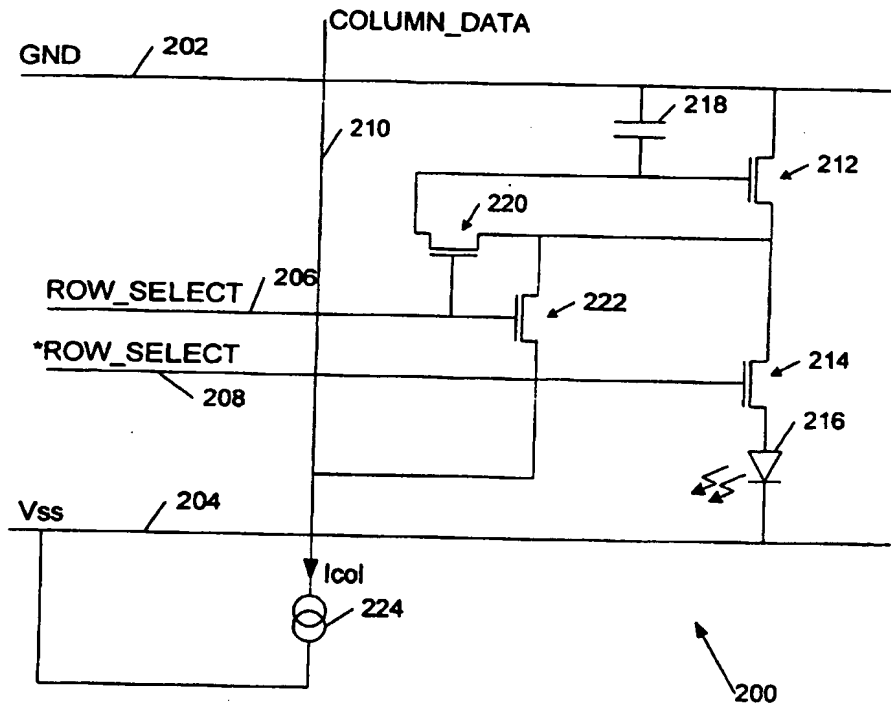 COLUMN_DATA
GND
202
218
210
212
220
ROW_SELECT
206
222
*ROW_SELECT
208
214
216
Vss
204
Icol
224
200